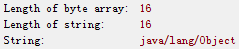 Length of byte array: 16
Length of string: 16
String: java/lang/Object